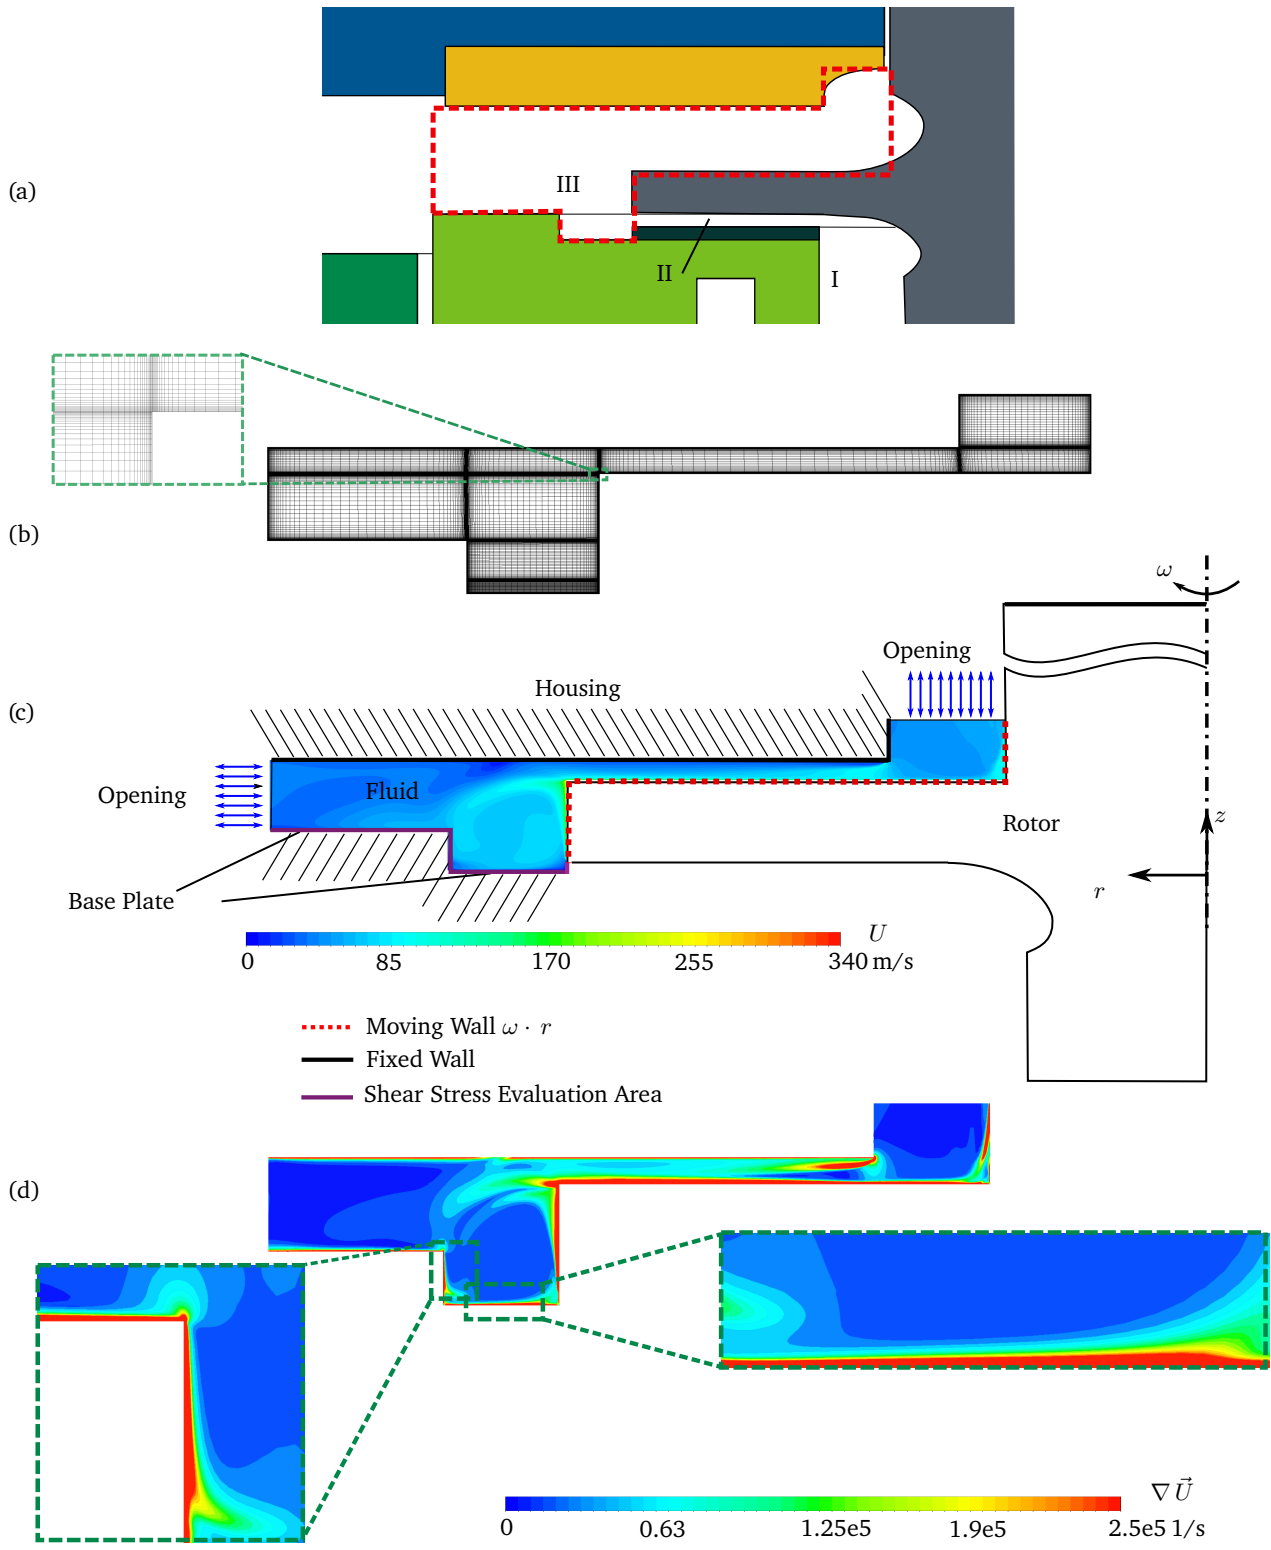 (a)
III
II
I
(b)
ω
Opening
Housing
(c)
Opening
Fluid
Rotor
z
r
Base Plate
U
0 85 170 255 340 m/s
Moving Wall ω · r
Fixed Wall
Shear Stress Evaluation Area
(d)
∇ U⃗
0 0.63 1.25e5 1.9e5 2.5e5 1/s